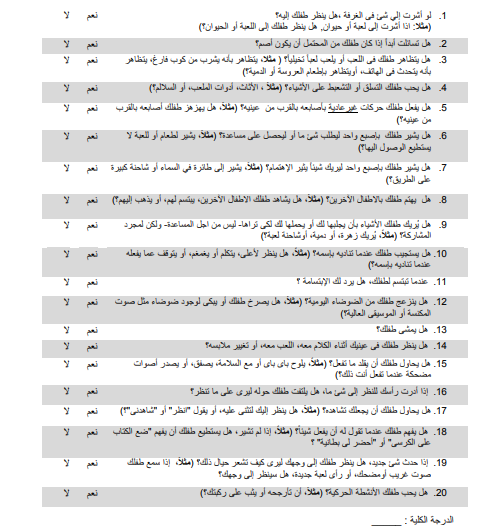 1. لو أشرت إلي شئ فى الغرفة ،هل ينظر طفلك إليه؟ نعم لا
(مثلا: اذا أشرت إلى لعبة أو حيوان، هل ينظر طفلك إلى اللعبة أو الحيوان؟)
2. هل تسائلت أبداً إذا كان طفلك من المحتمل أن يكون أصم؟ نعم لا
3. هل يتظاهر طفلك فى اللعب أو يلعب لعباً تخيلياً؟ ( مثلا، يتظاهر بأنه يشرب من كوب فارغ، يتظاهر نعم لا
بأنه يتحدث فى الهاتف، أويتظاهر بإطعام العروسة أو الدمية؟)
4. هل يحب طفلك التسلق أو التشعبط على الأشياء؟ (مثلاً ، الأثاث، أدوات الملعب، أو السلالم؟) نعم لا
5. هل يفعل طفلك حركات غيرعادية بأصابعه بالقرب من عينيه؟ (مثلاً، هل يهزهز طفلك أصابعه بالقرب نعم لا
من عينيه؟)
6. هل يشير طفلك بإصبع واحد ليطلب شئ ما أو ليحصل على مساعدة؟ (مثلاً، يشير لطعام أو للعبة لا نعم لا
يستطيع الوصول اليها؟)
7. هل يشير طفلك بإصبع واحد ليريك شيئاً يثير الإهتمام؟ (مثلاً، يشير إلى طائرة في السماء أو شاحنة كبيرة نعم لا
على الطريق؟)
8. هل يهتم طفلك بالاطفال الأخرين؟ (مثلاً، هل يشاهد طفلك الاطفال الأخرين، يبتسم لهم، أو يذهب إليهم؟) نعم لا
9. هل يُريك طفلك الأشياء بأن يجلبها لك أو يحملها لك لكى تراها- ليس من اجل المساعدة- ولكن لمجرد نعم لا
المشاركة؟ (مثلا، يُريك زهرة، أو دمية، أوشاحنة لعبة؟)
10. هل يستجيب طفلك عندما تناديه بإسمه؟ (مثلاً، هل ينظر لأعلى، يتكلم أو يغمغم، أو يتوقف عما يفعله نعم لا
عندما تناديه بإسمه؟)
11. عندما تبتسم لطفلك، هل يرد لك الإبتسامة ؟ نعم لا
12. هل ينزعج طفلك من الضوضاء اليومية؟ (مثلا، هل يصرخ طفلك أو يبكى لوجود ضوضاء مثل صوت نعم لا
المكنسة أو الموسيقى العالية؟)
13. هل يمشى طفلك؟ نعم لا
14. هل ينظر طفلك فى عينيك أثناء الكلام معه، اللعب معه، أو تغيير ملابسه؟ نعم لا
15. هل يحاول طفلك أن يقلد ما تفعل؟ (مثلاً، يلوح باى باى أو مع السلامة، يصفق، أو يصدر أصوات نعم لا
مضحكة عندما تفعل أنت ذلك؟)
16. إذا أدرت رأسك للنظر إلى شئ ما، هل يلتفت طفلك حوله ليرى على ما تنظر؟ نعم لا
17. هل يحاول طفلك أن يجعلك تشاهده؟ (مثلاً، هل ينظر إليك لتثنى عليه، أو يقول "انظر" أو "شاهدنى"؟) نعم لا
18. هل يفهم طفلك عندما تقول له أن يفعل شيئاً؟ (مثلاً، إذا لم تشير، هل يستطيع طفلك أن يفهم "ضع الكتاب نعم لا
على الكرسى" أو "أحضر لى بطانية" ؟
19. إذا حدث شئ جديد، هل ينظر طفلك إلى وجهك ليرى كيف تشعر حيال ذلك؟ (مثلاً، إذا سمع طفلك نعم لا
صوت غريب أومضحك، أو رأى لعبة جديدة، هل سينظر إلى وجهك؟
20. هل يحب طفلك الأنشطة الحركية؟ (مثلاً، أن تأرجحه أو يثب على ركبتك؟) نعم لا
الدرجة الكلية : ______